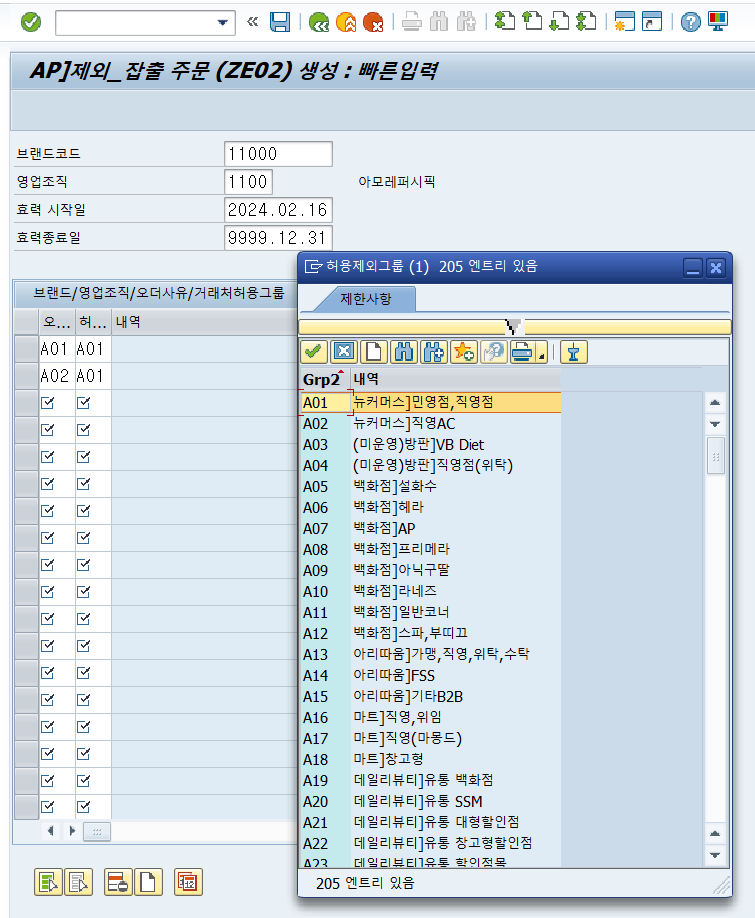 AP]제외_잡출 주문 (ZE02) 생성 : 빠른입력
브랜드코드 11000
영업조직 1100 아모레퍼시픽
효력 시작일 2024.02.16
효력종료일 9999.12.31
브랜드/영업조직/오더사유/거래처허용그룹
오... 허... 내역
A01 A01
A02 A01
허용제외그룹 (1) 205 엔트리 있음
제한사항
Grp2 내역
A01 뉴커머스]민영점,직영점
A02 뉴커머스]직영AC
A03 (미운영)방판]VB Diet
A04 (미운영)방판]직영점(위탁)
A05 백화점]설화수
A06 백화점]헤라
A07 백화점]AP
A08 백화점]프리메라
A09 백화점]아닉구딸
A10 백화점]라네즈
A11 백화점]일반코너
A12 백화점]스파,부띠끄
A13 아리따움]가맹,직영,위탁,수탁
A14 아리따움]FSS
A15 아리따움]기타B2B
A16 마트]직영,위임
A17 마트]직영(마몽드)
A18 마트]창고형
A19 데일리뷰티]유통 백화점
A20 데일리뷰티]유통 SSM
A21 데일리뷰티]유통 대형할인점
A22 데일리뷰티]유통 창고형할인점
A23 데일리뷰티]유통 할인점목
205 엔트리 있음